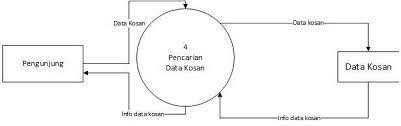 Data Kosan
Data kosan
4
Pencarian
Data Kosan
Pengunjung
Data Kosan
Info data kosan
Info data kosan